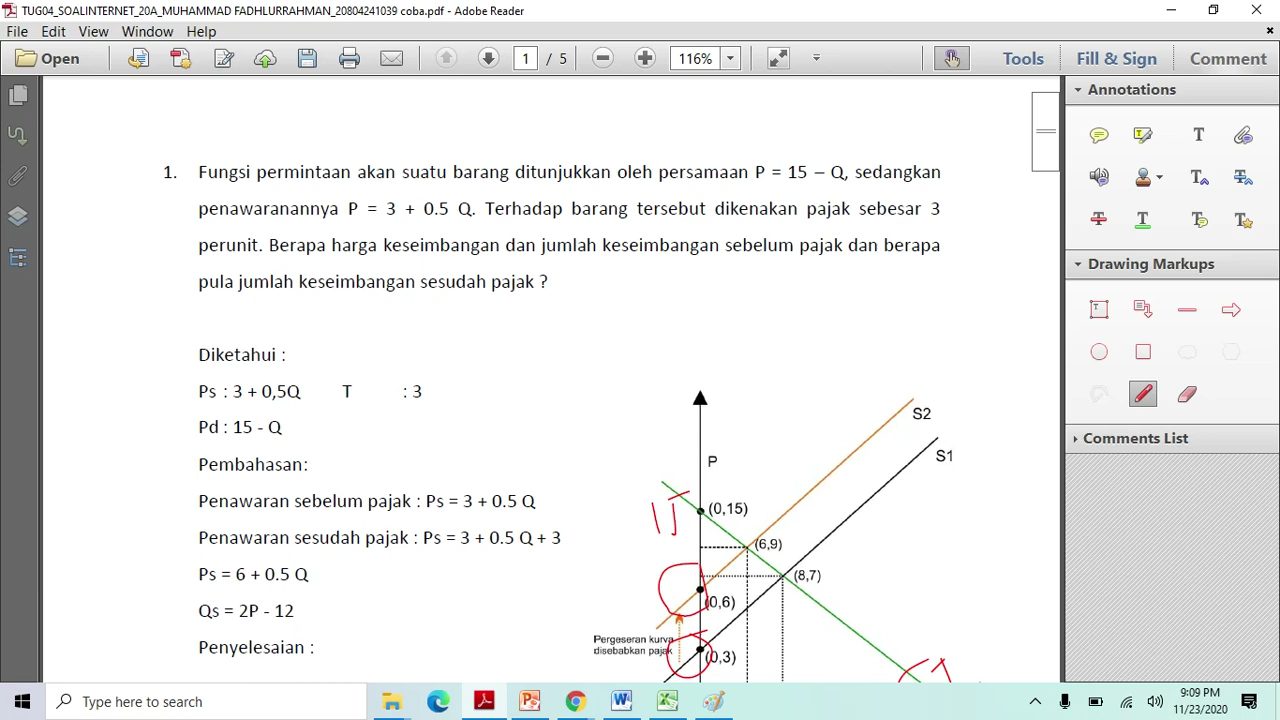 TUG04_SOALINTERNET_20A_MUHAMMAD FADHLURRAHMAN_20804241039 coba.pdf - Adobe Reader
File Edit View Window Help
Open 1 / 5 116% Tools Fill & Sign Comment
Annotations
Drawing Markups
Comments List
1. Fungsi permintaan akan suatu barang ditunjukkan oleh persamaan P = 15 – Q, sedangkan
penawaranannya P = 3 + 0.5 Q. Terhadap barang tersebut dikenakan pajak sebesar 3
perunit. Berapa harga keseimbangan dan jumlah keseimbangan sebelum pajak dan berapa
pula jumlah keseimbangan sesudah pajak ?
Diketahui :
Ps : 3 + 0,5Q T : 3
Pd : 15 - Q
Pembahasan:
Penawaran sebelum pajak : Ps = 3 + 0.5 Q
Penawaran sesudah pajak : Ps = 3 + 0.5 Q + 3
Ps = 6 + 0.5 Q
Qs = 2P - 12
Penyelesaian :
S2
S1
P
15
(0,15)
(6,9)
(8,7)
(0,6)
Pergeseran kurva
disebabkan pajak
(0,3)
Type here to search
9:09 PM
11/23/2020